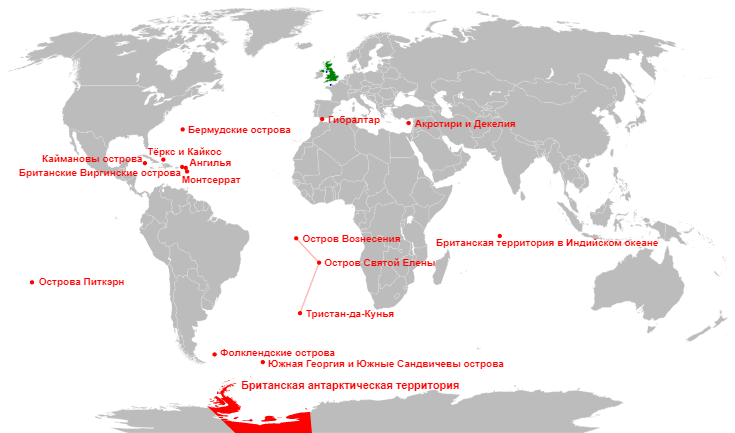 Гибралтар
Акротири и Декелия
Бермудские острова
Тёркс и Кайкос
Каймановы острова
Ангилья
Британские Виргинские острова
Монтсеррат
Остров Вознесения
Британская территория в Индийском океане
Остров Святой Елены
Острова Питкэрн
Тристан-да-Кунья
Фолклендские острова
Южная Георгия и Южные Сандвичевы острова
Британская антарктическая территория